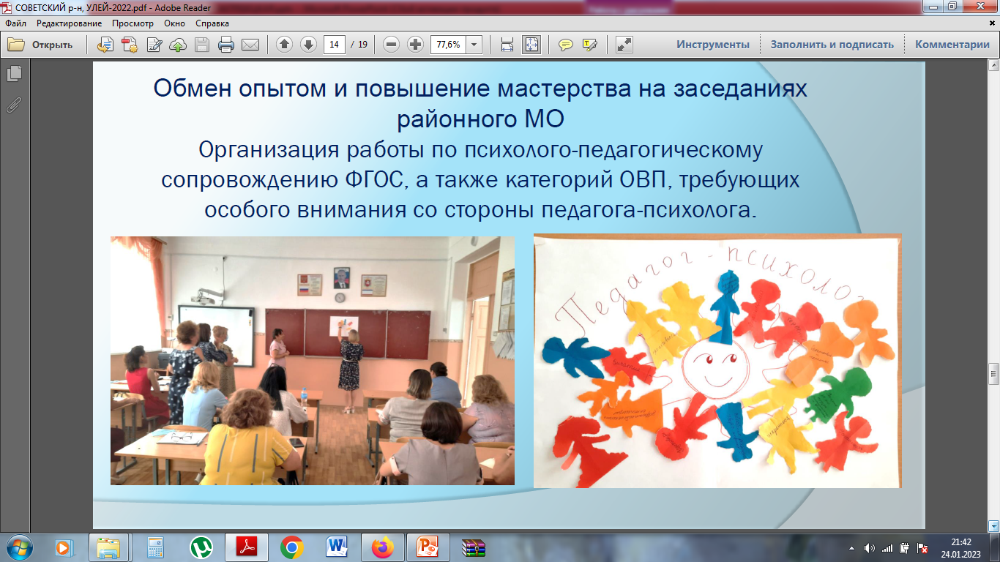 СОВЕТСКИЙ р-н, УЛЕЙ-2022.pdf - Adobe Reader
Файл Редактирование Просмотр Окно Справка
Открыть 14 / 19 77,6% Инструменты Заполнить и подписать Комментарии
Обмен опытом и повышение мастерства на заседаниях
районного МО
Организация работы по психолого-педагогическому
сопровождению ФГОС, а также категорий ОВП, требующих
особого внимания со стороны педагога-психолога.
Педагог - психолог
21:42
24.01.2023